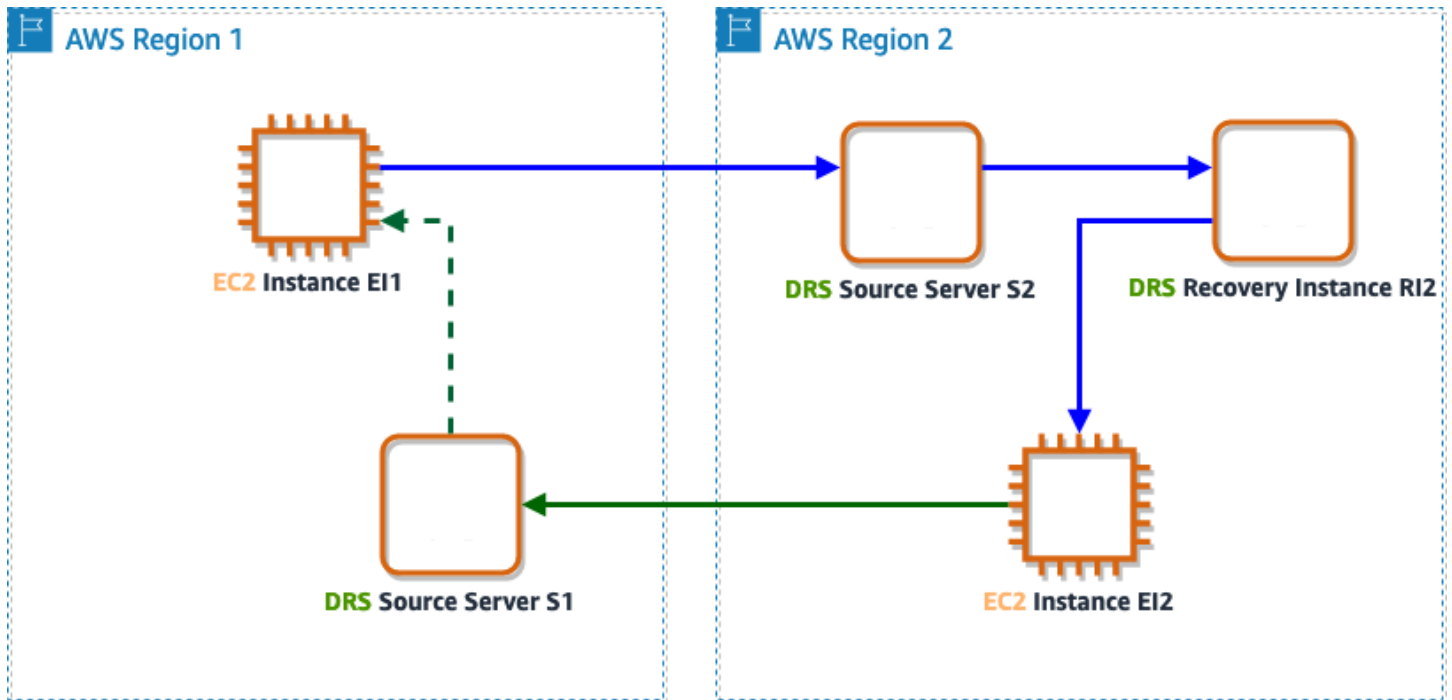 AWS Region 1
AWS Region 2
EC2 Instance EI1
DRS Source Server S2
DRS Recovery Instance RI2
DRS Source Server S1
EC2 Instance EI2